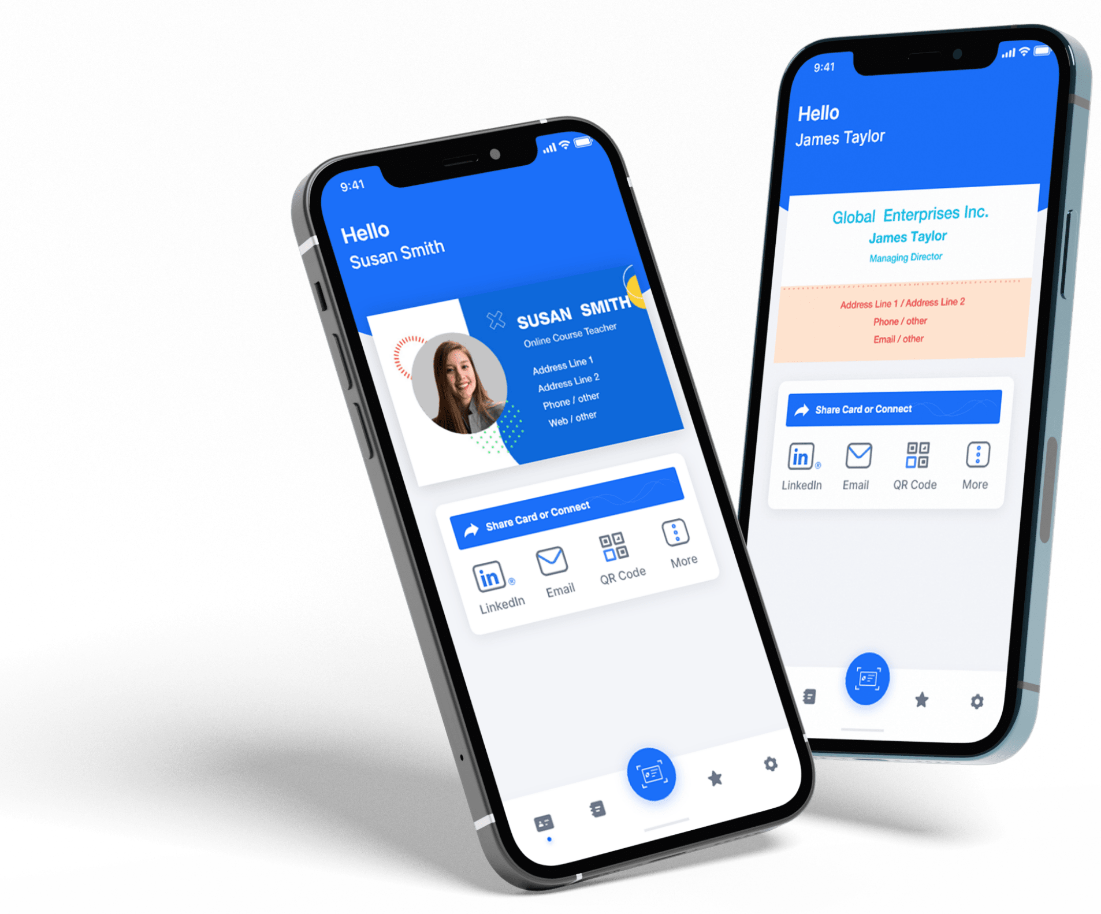 9:41
Hello
Susan Smith
SUSAN SMITH
Online Course Teacher
Address Line 1
Address Line 2
Phone / other
Web / other
Share Card or Connect
in ®
LinkedIn
Email
QR Code
More
9:41
Hello
James Taylor
Global Enterprises Inc.
James Taylor
Managing Director
Address Line 1 / Address Line 2
Phone / other
Email / other
Share Card or Connect
in ®
LinkedIn
Email
QR Code
More